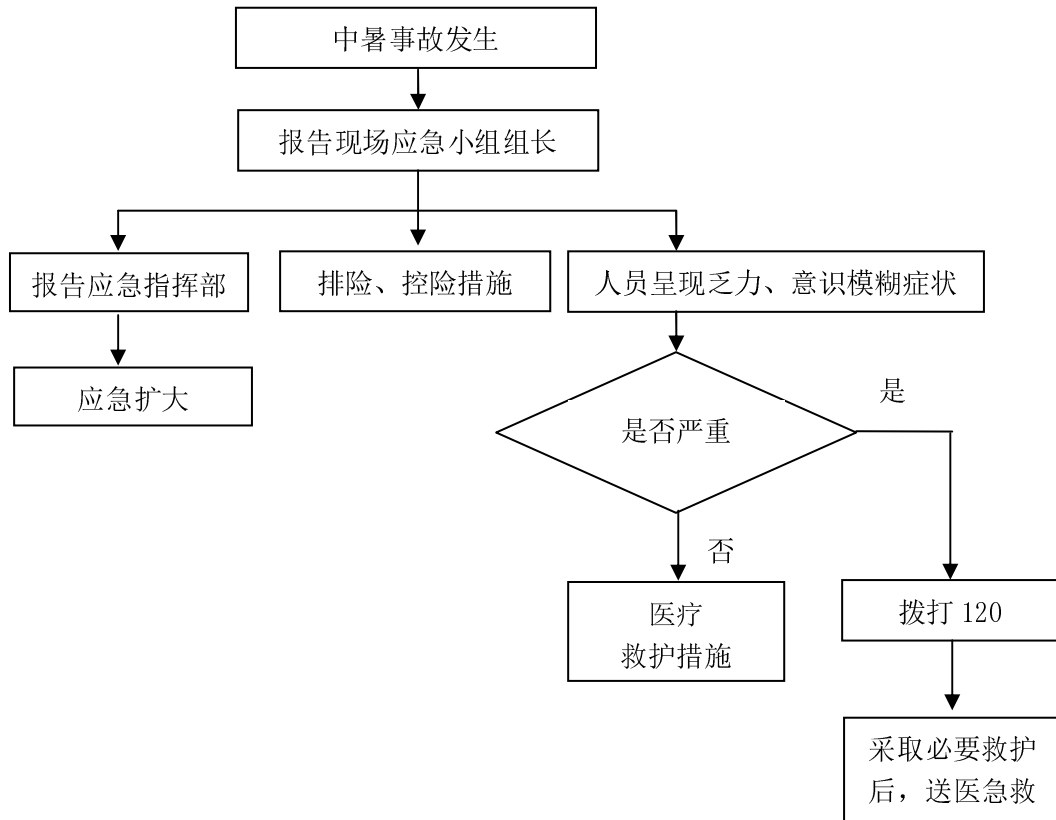 中暑事故发生
报告现场应急小组组长
报告应急指挥部
排险、控险措施
人员呈现乏力、意识模糊症状
应急扩大
是
是否严重
否
医疗
救护措施
拨打 120
采取必要救护
后，送医急救